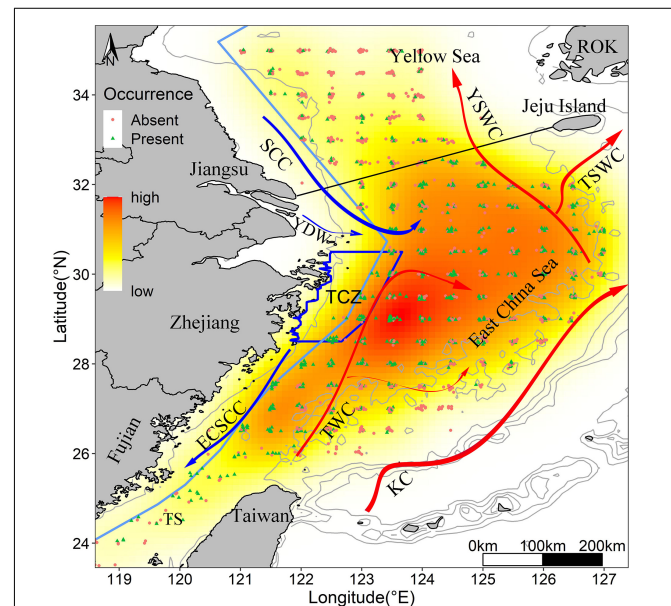 N
Occurrence
Absent
Present
high
low
Yellow Sea
ROK
Jeju Island
YSWC
TSWC
Jiangsu
SCC
YDW
TCZ
Zhejiang
East China Sea
ECSCC
TWC
KC
Fujian
TS
Taiwan
0km 100km 200km
34
32
30
28
26
24
Latitude(°N)
119 120 121 122 123 124 125 126 127
Longitude(°E)